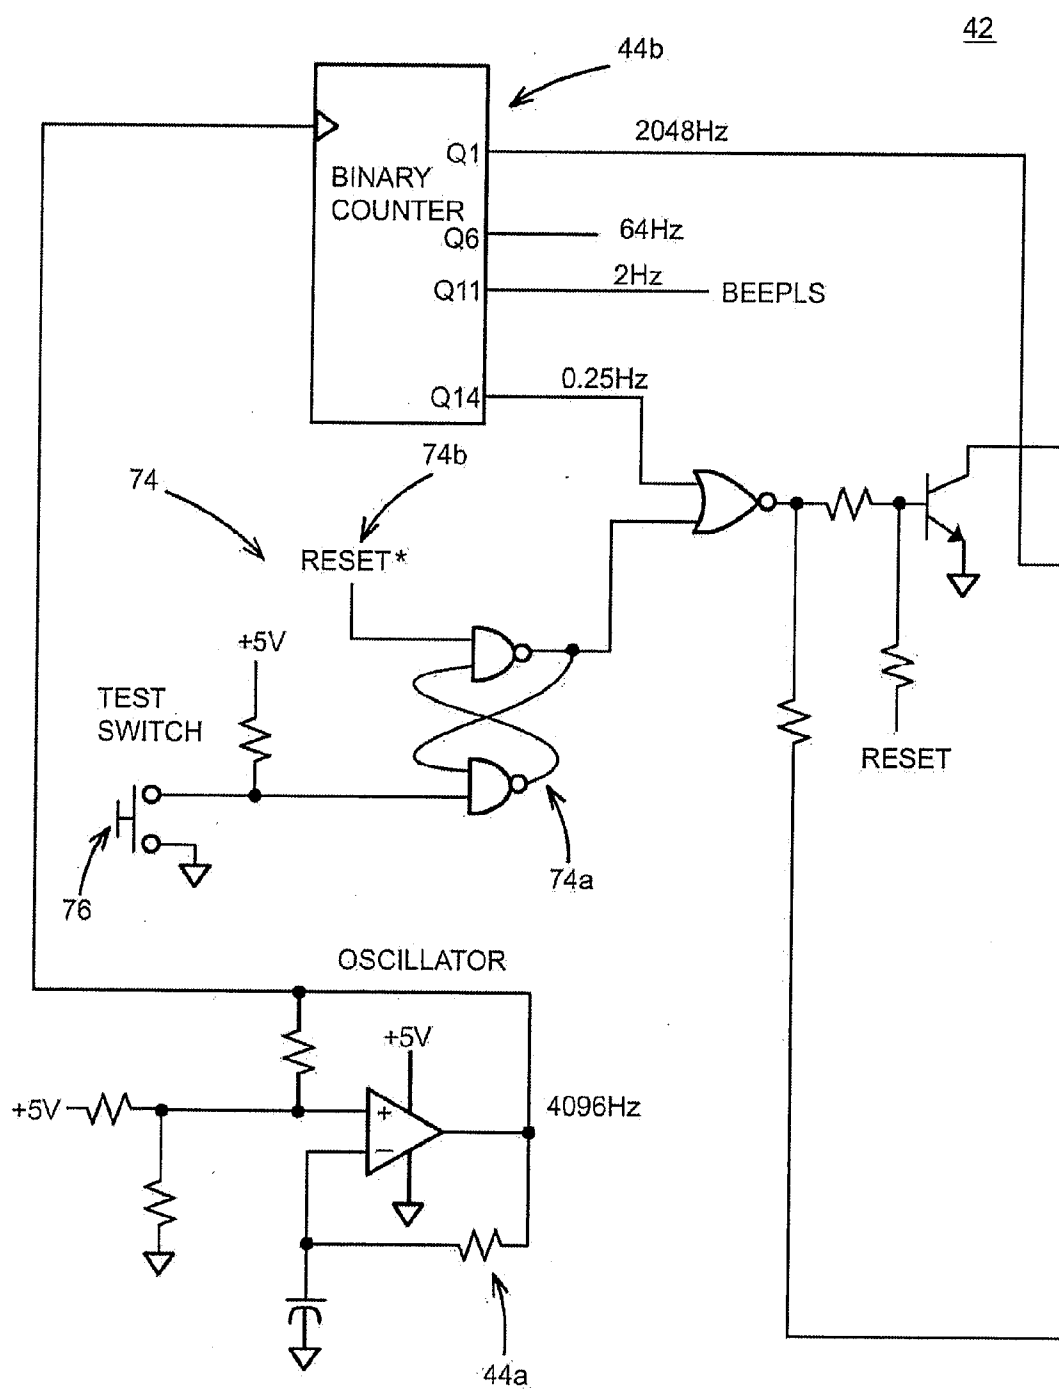 42
44b
2048Hz
Q1
BINARY
COUNTER
Q6
64Hz
Q11
2Hz
BEEPLS
Q14
0.25Hz
74
74b
RESET*
+5V
TEST
SWITCH
RESET
76
74a
OSCILLATOR
+5V
+5V
+
−
4096Hz
44a